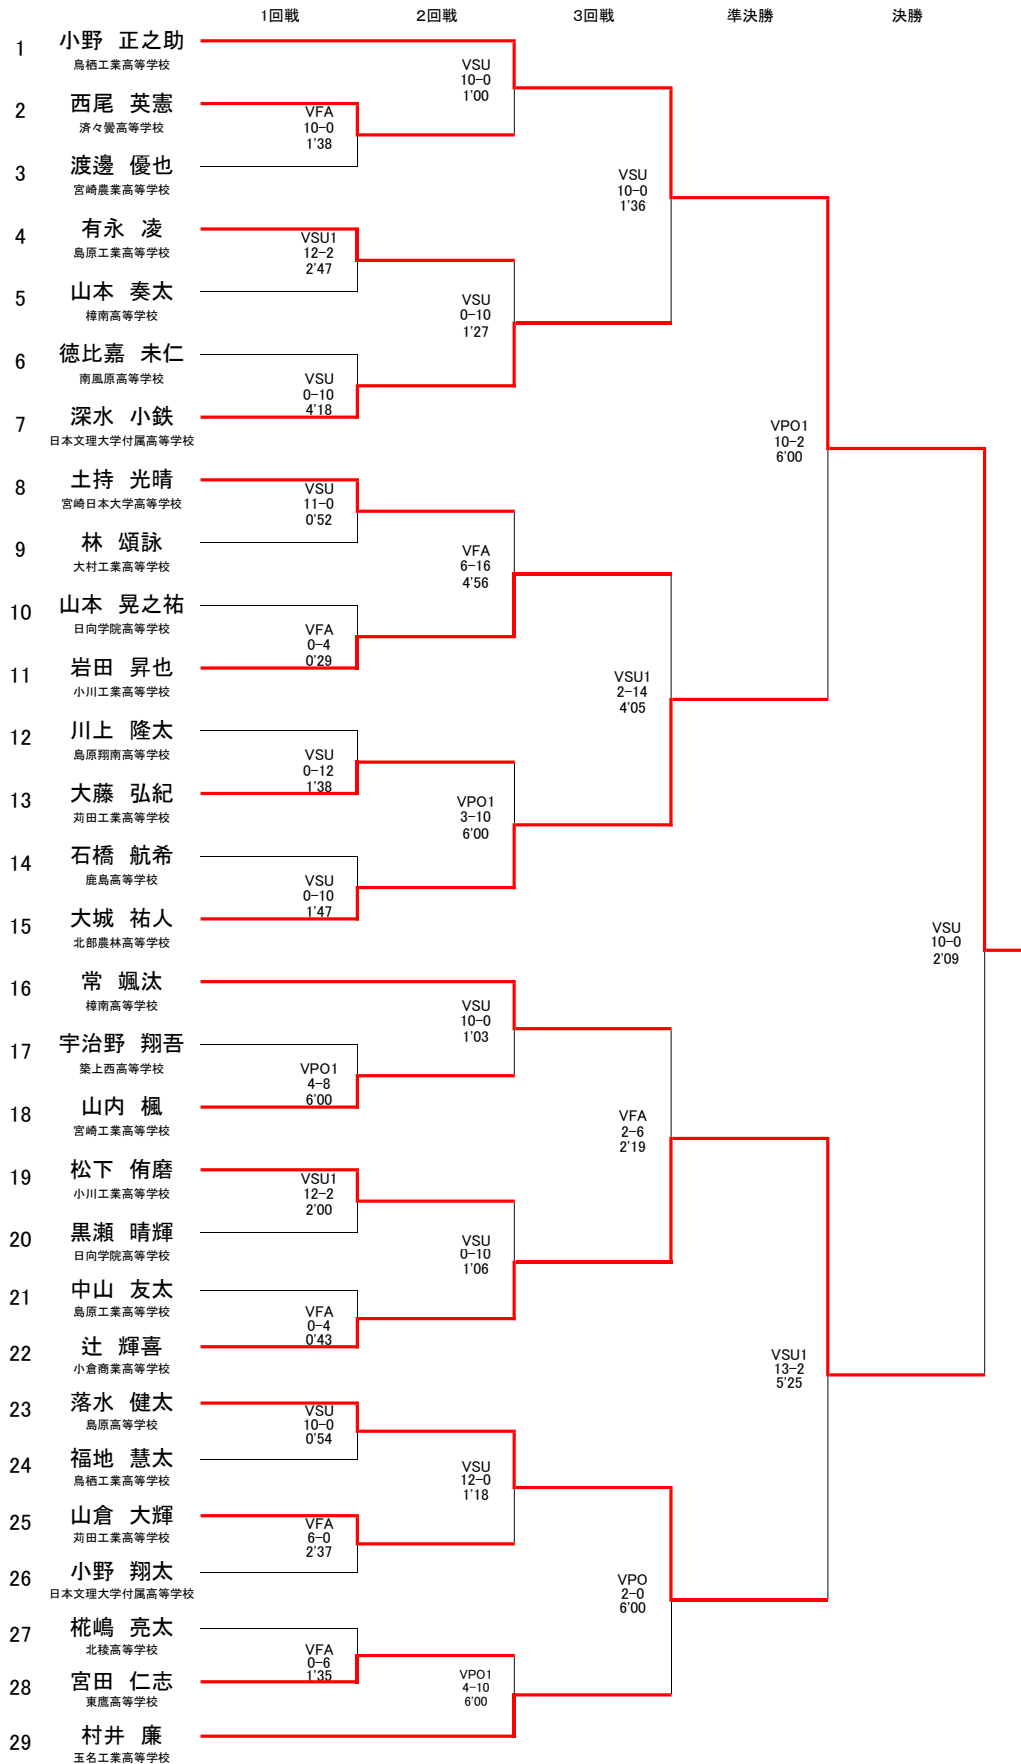 1回戦 2回戦 3回戦 準決勝 決勝
1 小野 正之助
鳥栖工業高等学校
2 西尾 英憲
済々黌高等学校
3 渡邊 優也
宮崎農業高等学校
4 有永 凌
島原工業高等学校
5 山本 奏太
樟南高等学校
6 徳比嘉 未仁
南風原高等学校
7 深水 小鉄
日本文理大学付属高等学校
8 土持 光晴
宮崎日本大学高等学校
9 林 頌詠
大村工業高等学校
10 山本 晃之祐
日向学院高等学校
11 岩田 昇也
小川工業高等学校
12 川上 隆太
島原翔南高等学校
13 大藤 弘紀
苅田工業高等学校
14 石橋 航希
鹿島高等学校
15 大城 祐人
北部農林高等学校
16 常 颯汰
樟南高等学校
17 宇治野 翔吾
築上西高等学校
18 山内 楓
宮崎工業高等学校
19 松下 侑磨
小川工業高等学校
20 黒瀬 晴輝
日向学院高等学校
21 中山 友太
島原工業高等学校
22 辻 輝喜
小倉商業高等学校
23 落水 健太
島原高等学校
24 福地 慧太
鳥栖工業高等学校
25 山倉 大輝
苅田工業高等学校
26 小野 翔太
日本文理大学付属高等学校
27 椛嶋 亮太
北稜高等学校
28 宮田 仁志
東鷹高等学校
29 村井 廉
玉名工業高等学校
VFA
10-0
1'38
VSU1
12-2
2'47
VSU
0-10
4'18
VSU
11-0
0'52
VFA
0-4
0'29
VSU
0-12
1'38
VSU
0-10
1'47
VPO1
4-8
6'00
VSU1
12-2
2'00
VFA
0-4
0'43
VSU
10-0
0'54
VFA
6-0
2'37
VFA
0-6
1'35
VSU
10-0
1'00
VSU
0-10
1'27
VFA
6-16
4'56
VPO1
3-10
6'00
VSU
10-0
1'03
VSU
0-10
1'06
VSU
12-0
1'18
VPO1
4-10
6'00
VSU
10-0
1'36
VSU1
2-14
4'05
VFA
2-6
2'19
VPO
2-0
6'00
VPO1
10-2
6'00
VSU1
13-2
5'25
VSU
10-0
2'09